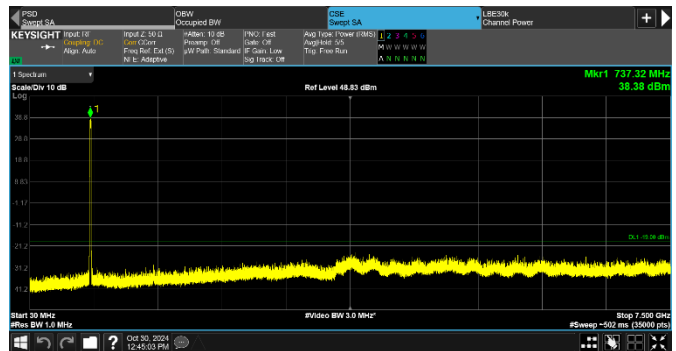 PSD
Swept SA
OBW
Occupied BW
CSE
Swept SA
LBE30k
Channel Power
KEYSIGHT
Input: RF
Coupling: DC
Align: Auto
Input Z: 50 Ω
Corr CCorr
Freq Ref: Ext (S)
NFE: Adaptive
#Atten: 10 dB
Preamp: Off
µW Path: Standard
PNO: Fast
Gate: Off
IF Gain: Low
Sig Track: Off
Avg Type: Power (RMS)
Avg|Hold: 5/5
Trig: Free Run
1 2 3 4 5 6
M W W W W W
A N N N N N
1 Spectrum
Mkr1 737.32 MHz
Scale/Div 10 dB
Ref Level 48.83 dBm
38.38 dBm
Log
1
38.8
28.8
18.8
8.83
-1.17
-11.2
-21.2
-31.2
-41.2
Start 30 MHz
#Video BW 3.0 MHz*
Stop 7.500 GHz
#Res BW 1.0 MHz
#Sweep ~502 ms (35000 pts)
?
Oct 30, 2024
12:45:03 PM